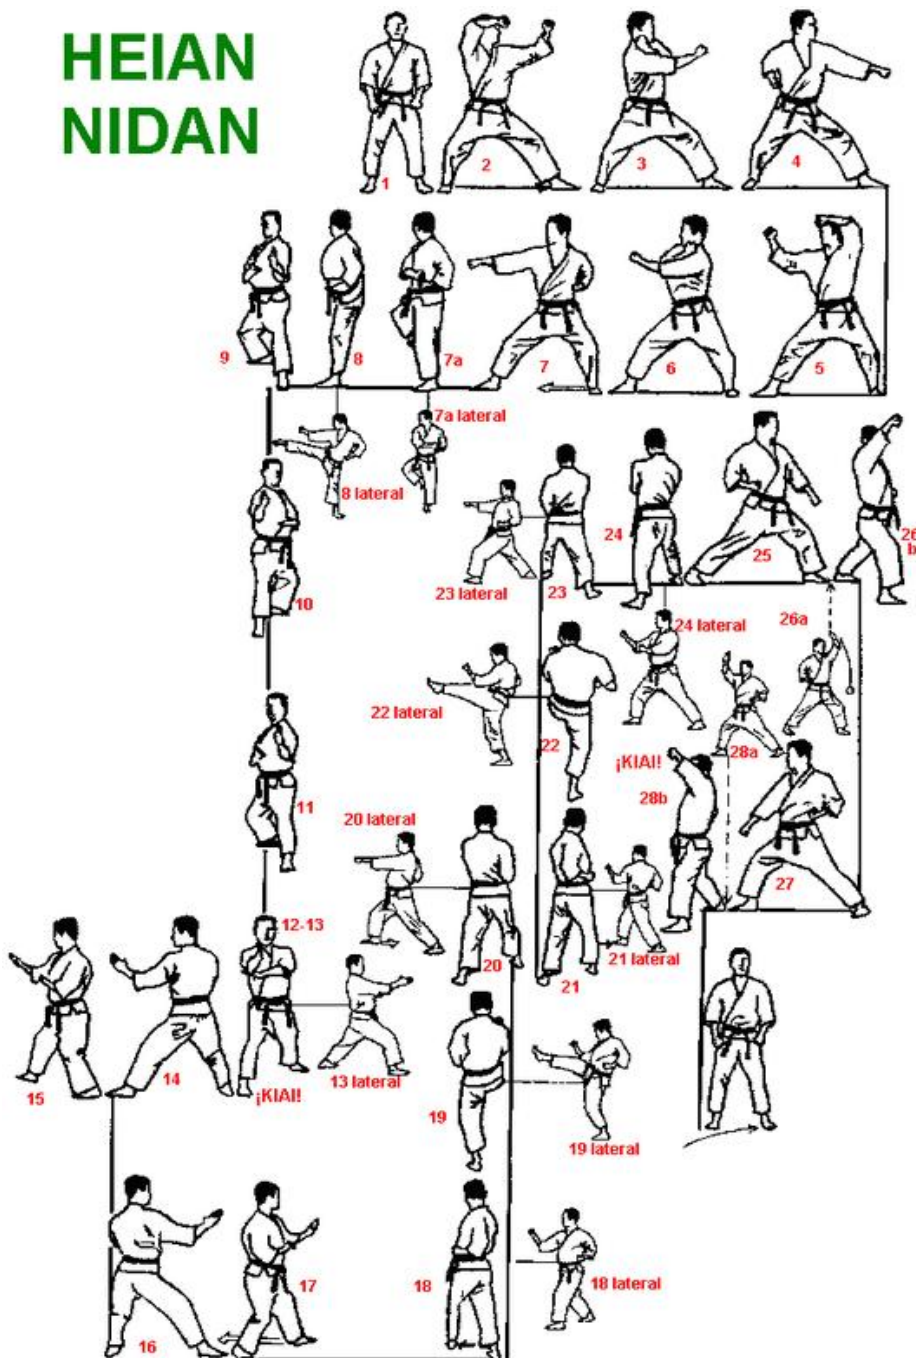 HEIAN
NIDAN
1
2
3
4
9
8
7a
7
6
5
7a lateral
8 lateral
10
23 lateral
23
24
25
26
b
24 lateral
26a
22 lateral
22
28a
¡KIAI!
28b
11
20 lateral
27
12-13
20
21
21 lateral
15
14
¡KIAI!
13 lateral
19
19 lateral
16
17
18
18 lateral